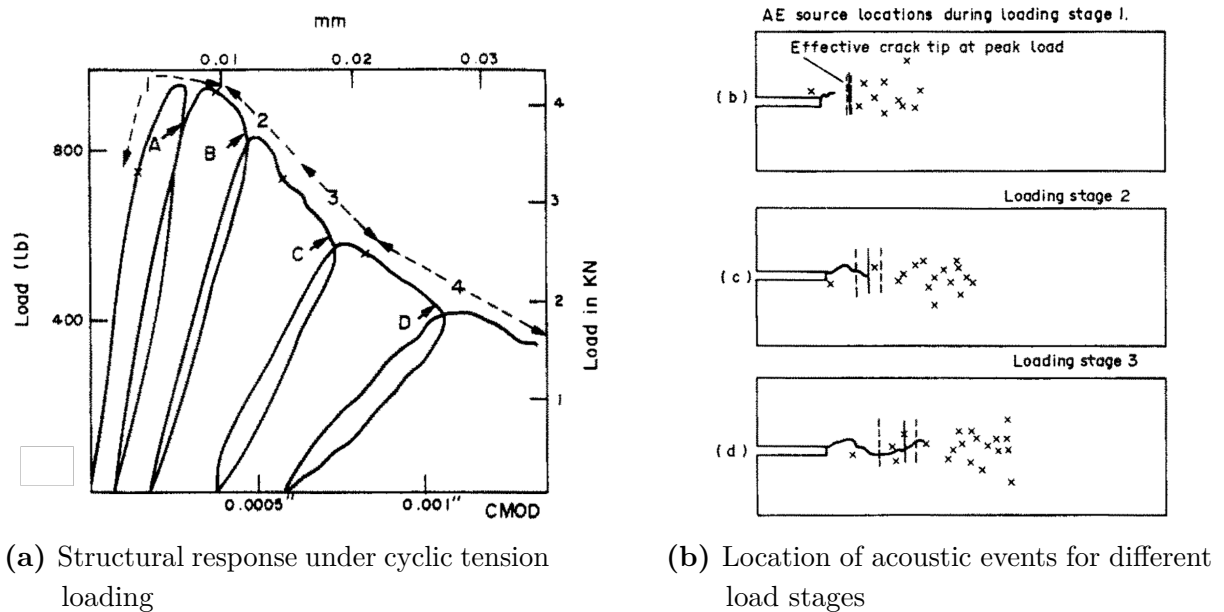 mm
0.01
0.02
0.03
800
400
Load (lb)
A
B
C
D
2
3
4
4
3
2
1
Load in KN
0.0005"
0.001"
CMOD
(a) Structural response under cyclic tension
loading
AE source locations during loading stage 1.
Effective crack tip at peak load
(b)
Loading stage 2
(c)
Loading stage 3
(d)
(b) Location of acoustic events for different
load stages